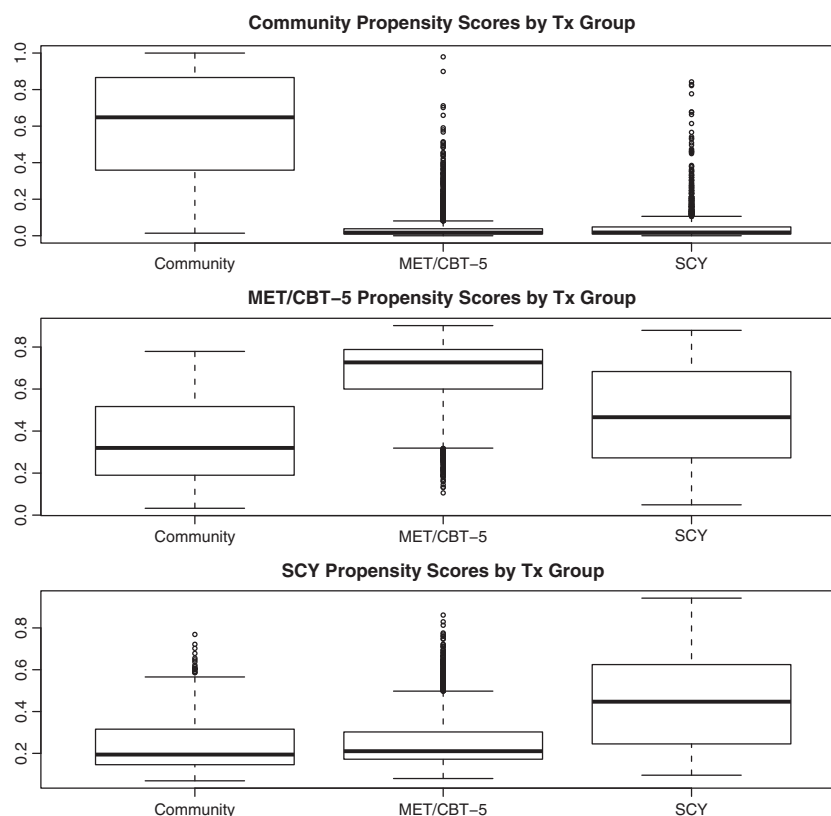 Community Propensity Scores by Tx Group
1.0
0.8
0.6
0.4
0.2
0.0
Community MET/CBT−5 SCY
MET/CBT−5 Propensity Scores by Tx Group
0.8
0.6
0.4
0.2
0.0
Community MET/CBT−5 SCY
SCY Propensity Scores by Tx Group
0.8
0.6
0.4
0.2
Community MET/CBT−5 SCY